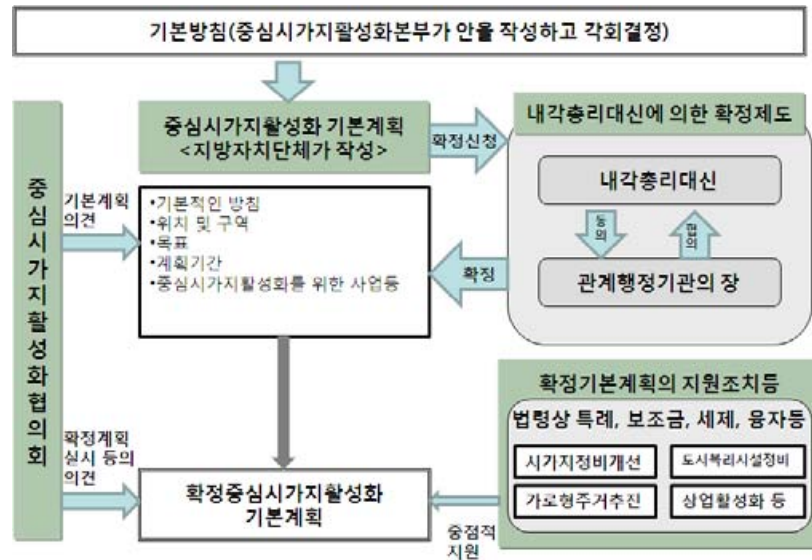 기본방침(중심시가지활성화본부가 안을 작성하고 각회결정)
중심시가지활성화 기본계획
<지방자치단체가 작성>
확정신청
내각총리대신에 의한 확정제도
내각총리대신
동의
협의
관계행정기관의 장
중심시가지활성화협의회
기본계획
의견
•기본적인 방침
•위치 및 구역
•목표
•계획기간
•중심시가지활성화를 위한 사업등
확정
확정기본계획의 지원조치등
법령상 특례, 보조금, 세제, 융자등
시가지정비개선
도시복리시설정비
가로형주거추진
상업활성화 등
확정계획
실시 등의
의견
확정중심시가지활성화
기본계획
중점적
지원